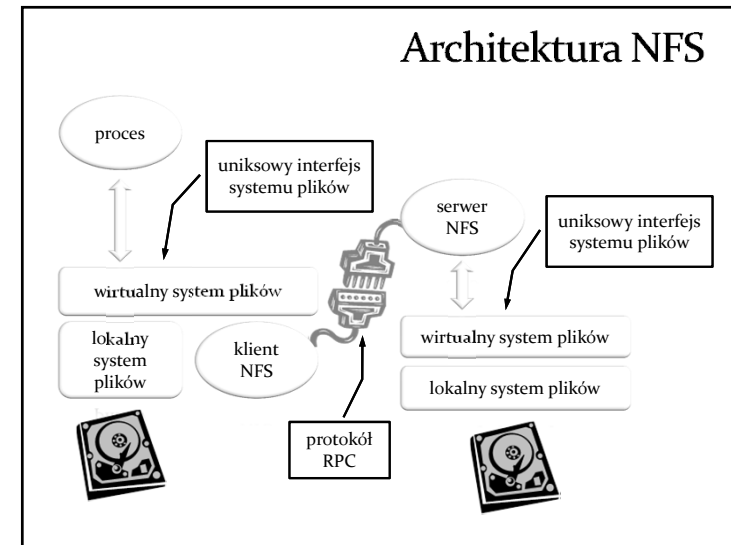 Architektura NFS
proces
uniksowy interfejs
systemu plików
serwer
NFS
uniksowy interfejs
systemu plików
wirtualny system plików
lokalny
system
plików
klient
NFS
wirtualny system plików
lokalny system plików
protokół
RPC